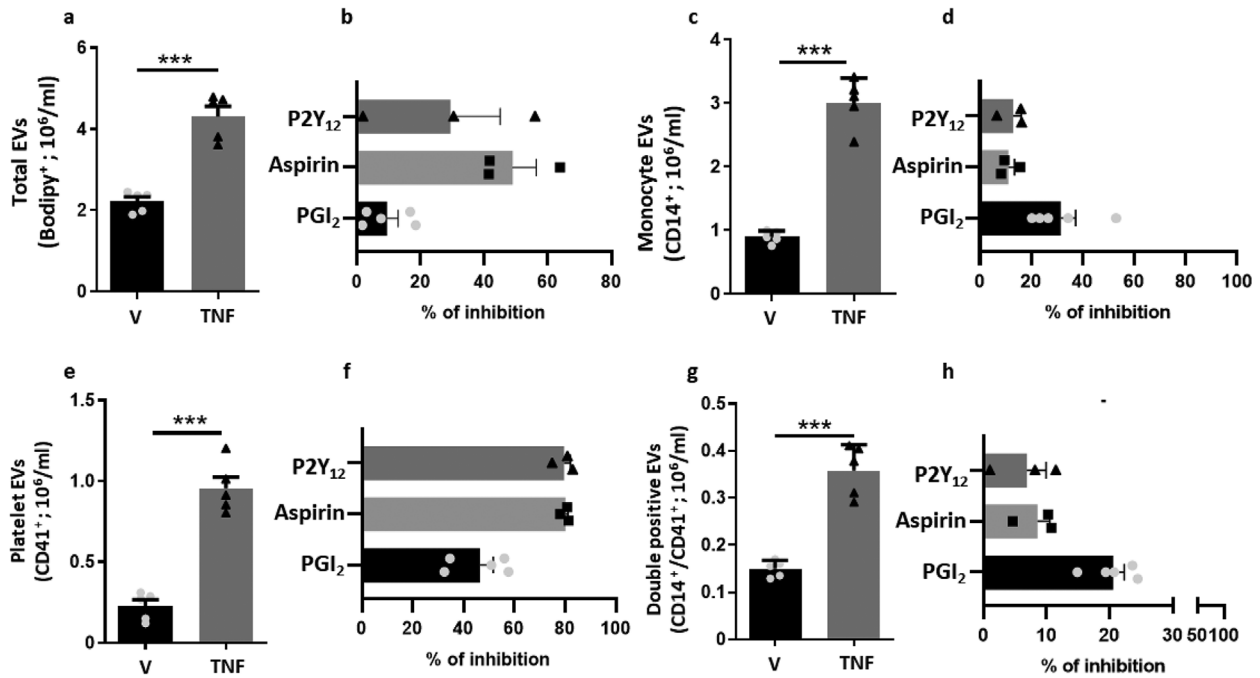 a
Total EVs
(Bodipy⁺; 10⁶/ml)
6
4
2
0
***
V
TNF
b
P2Y₁₂
Aspirin
PGI₂
0 20 40 60 80
% of inhibition
c
Monocyte EVs
(CD14⁺; 10⁶/ml)
4
3
2
1
0
***
V
TNF
d
P2Y₁₂
Aspirin
PGI₂
0 20 40 60 80 100
% of inhibition
e
Platelet EVs
(CD41⁺; 10⁶/ml)
1.5
1.0
0.5
0
***
V
TNF
f
P2Y₁₂
Aspirin
PGI₂
0 20 40 60 80 100
% of inhibition
g
Double positive EVs
(CD14⁺/CD41⁺; 10⁶/ml)
0.5
0.4
0.3
0.2
0.1
0
***
V
TNF
h
P2Y₁₂
Aspirin
PGI₂
0 10 20 30 50 100
% of inhibition